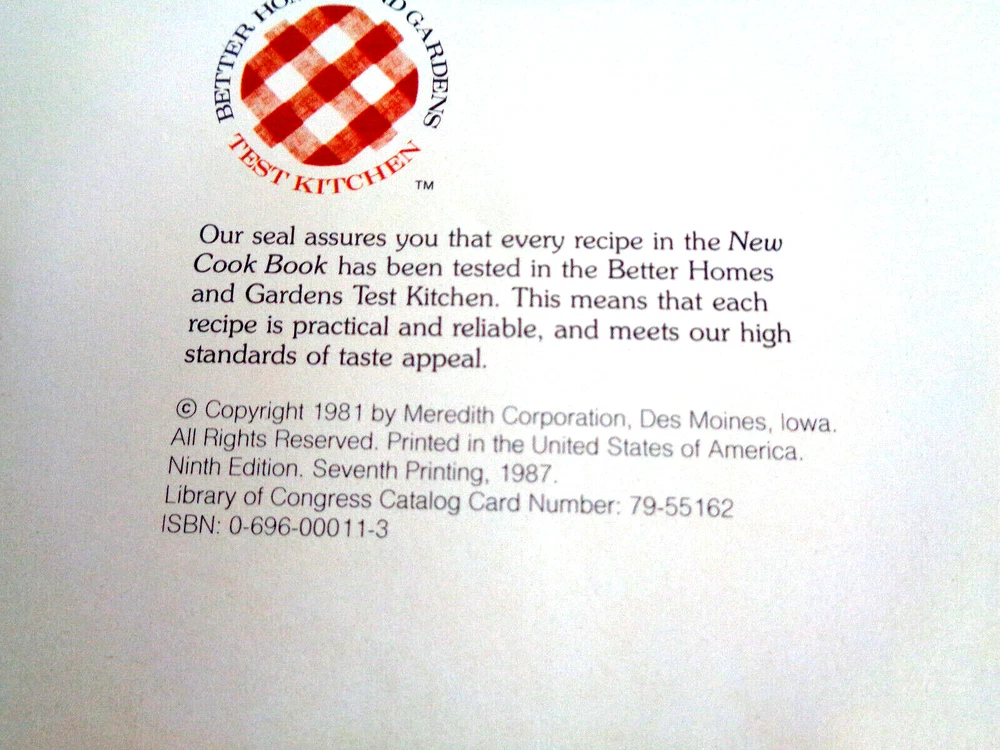 BETTER HOMES AND GARDENS
TEST KITCHEN
TM
Our seal assures you that every recipe in the New
Cook Book has been tested in the Better Homes
and Gardens Test Kitchen. This means that each
recipe is practical and reliable, and meets our high
standards of taste appeal.
© Copyright 1981 by Meredith Corporation, Des Moines, Iowa.
All Rights Reserved. Printed in the United States of America.
Ninth Edition. Seventh Printing, 1987.
Library of Congress Catalog Card Number: 79-55162
ISBN: 0-696-00011-3